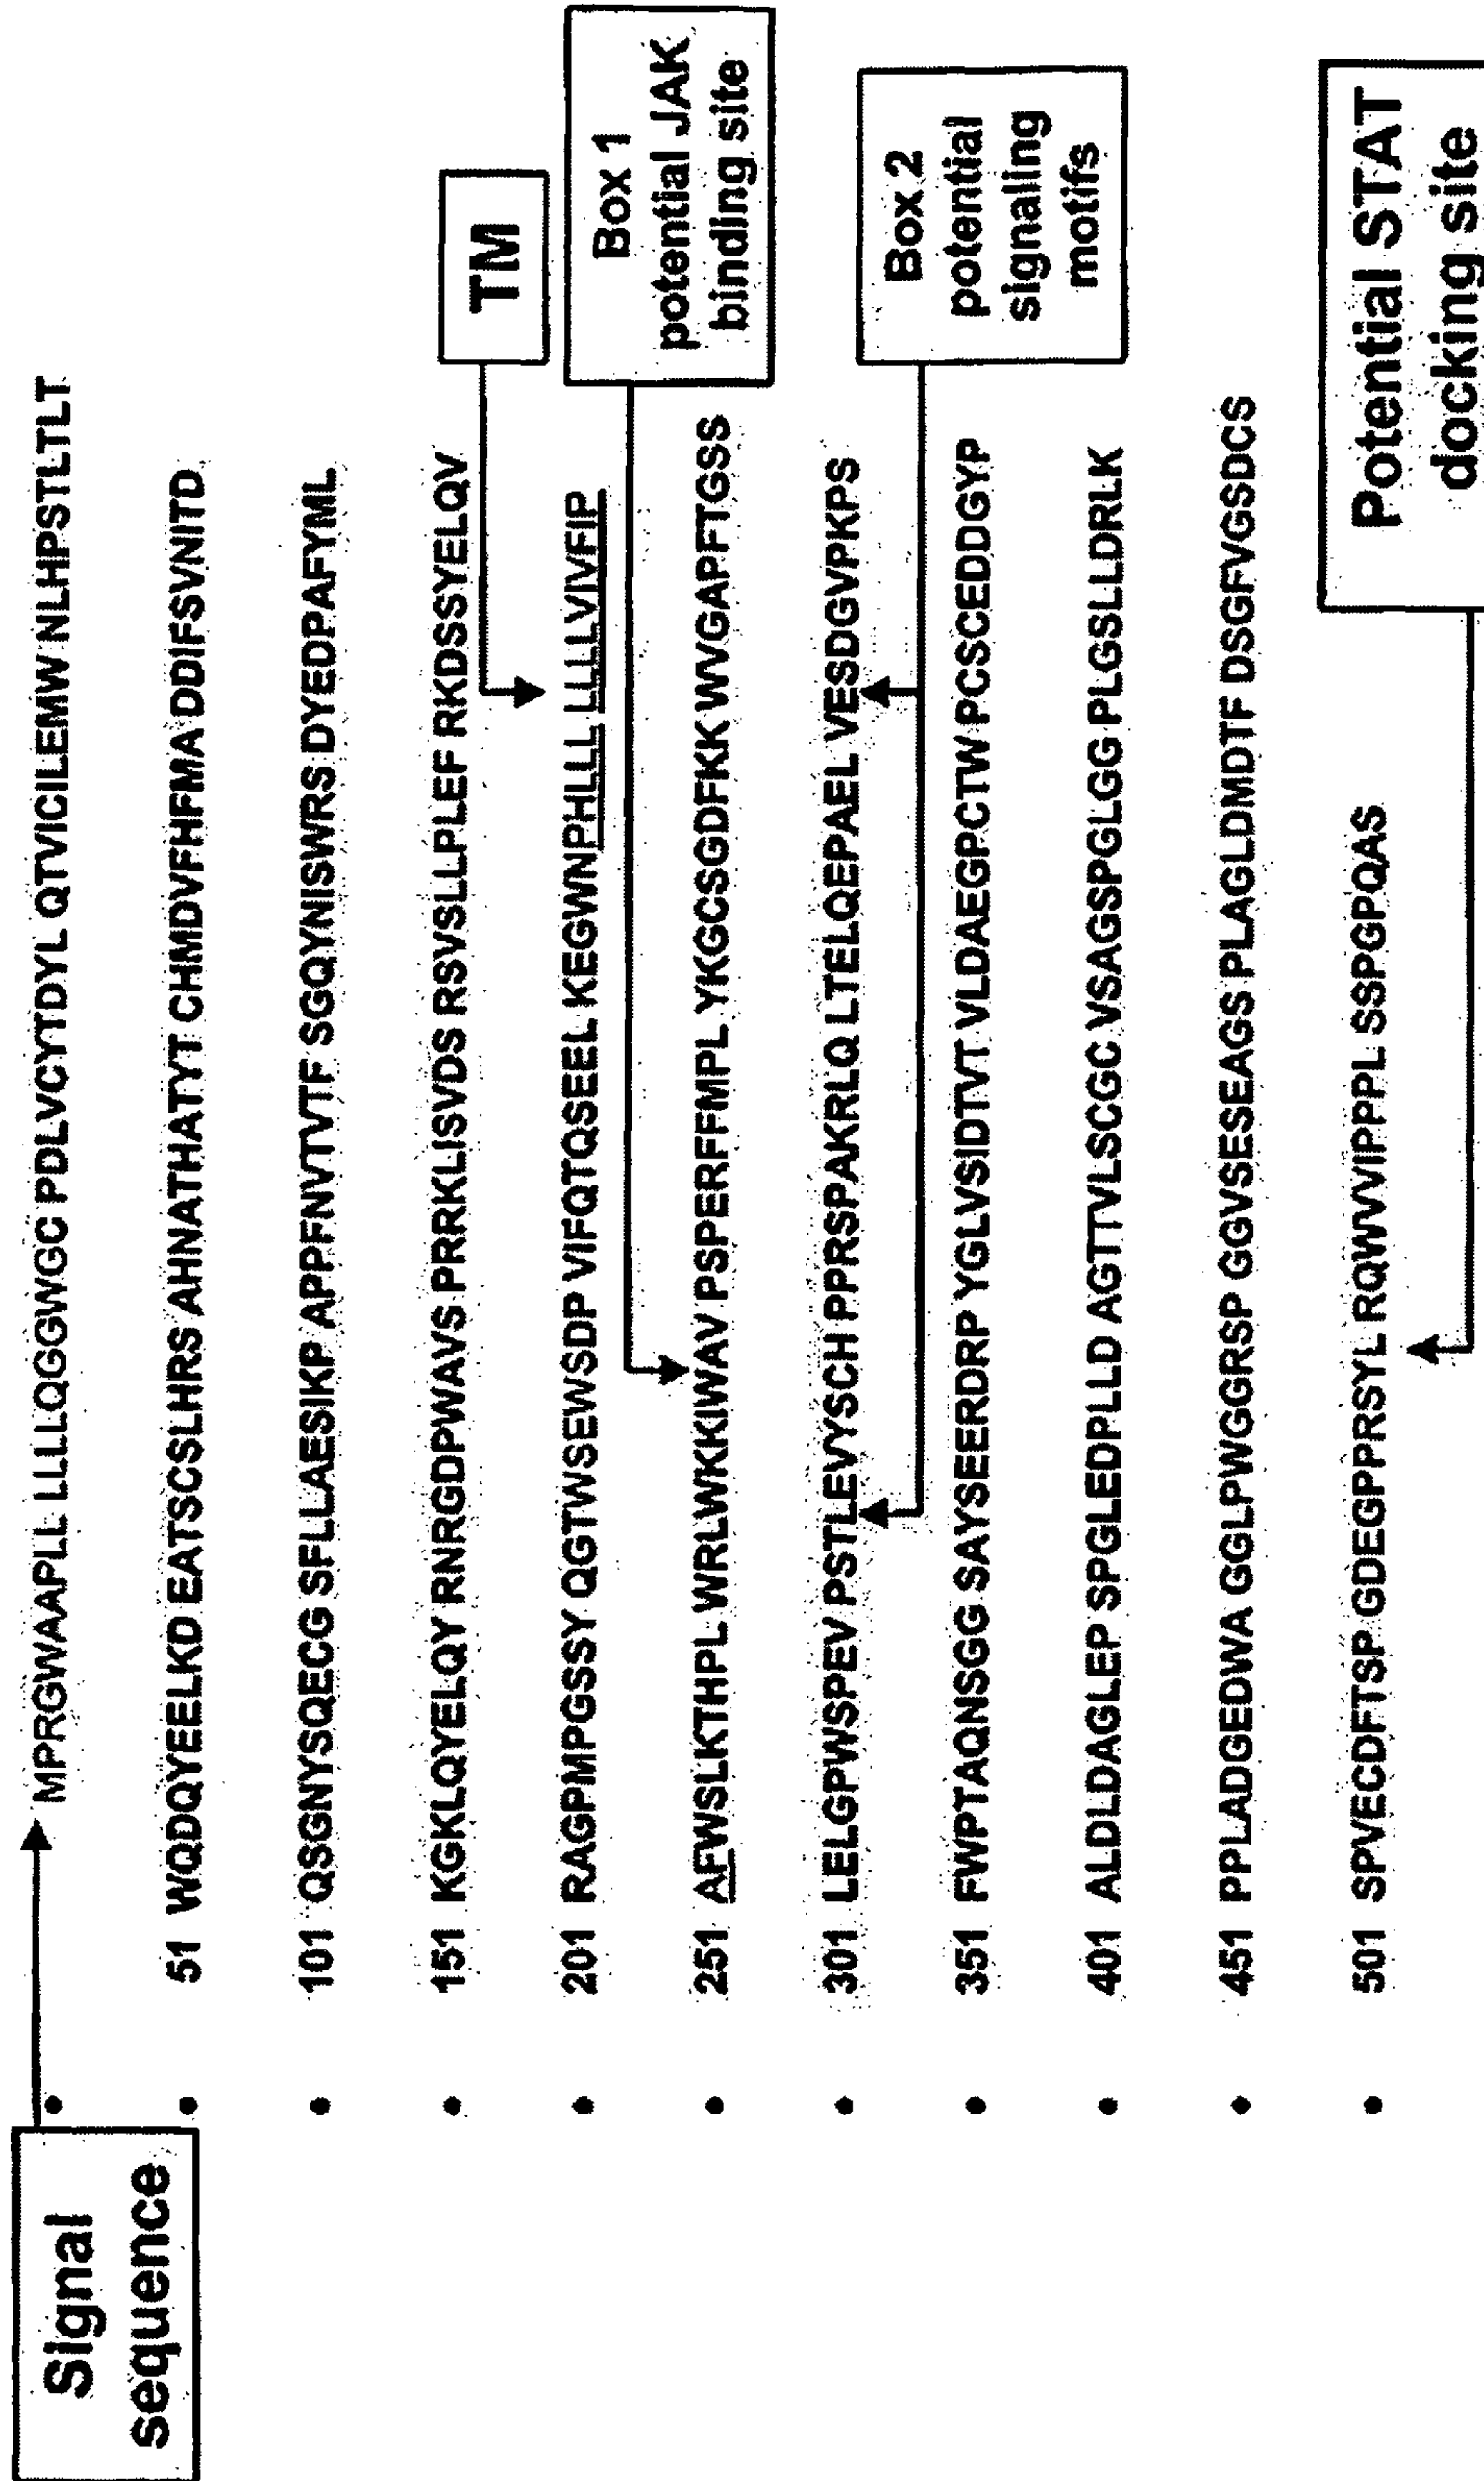 Signal
sequence
• MPRGWAAPLL LLLLQGGWGC PDLVCYTDYL QTVICILEMW NLHPSTLTLT
• 51 WQDQYEELKD EATSCSLHRS AHNATHATYT CHMDVFHFMA DDIFSVNITD
• 101 QSGNYSQECG SFLLAESIKP APPFNVTVTF SGQYNISWRS DYEDPAFYML
• 151 KGKLQYELQY RNRGDPWAVS PRRKLISVDS RSVSLLPLEF RKDSSYELQV
TM
• 201 RAGPMPGSSY QGTWSEWSDP VIFQTQSEEL KEGWNPHLLL LLLLVIVFIP
Box 1
potential JAK
binding site
• 251 AFWSLKTHPL WRLWKKIWAV PSPERFFMPL YKGCSGDFKK WVGAPFTGSS
• 301 LELGPWSPEV PSTLEVYSCH PPRSPAKRLQ LTELQEPAEL VESDGVPKPS
Box 2
potential
signaling
motifs
• 351 FWPTAQNSGG SAYSEERDRP YGLVSIDTVT VLDAEGPCTW PCSCEDDGYP
• 401 ALDLDAGLEP SPGLEDPLLD AGTTVLSCGC VSAGSPGLGG PLGSLLDRLK
• 451 PPLADGEDWA GGLPWGGRSP GGVSESEAGS PLAGLDMDTF DSGFVGSDCS
• 501 SPVECDFTSP GDEGPPRSYL RQWVVIPPPL SSPGPQAS
Potential STAT
docking site